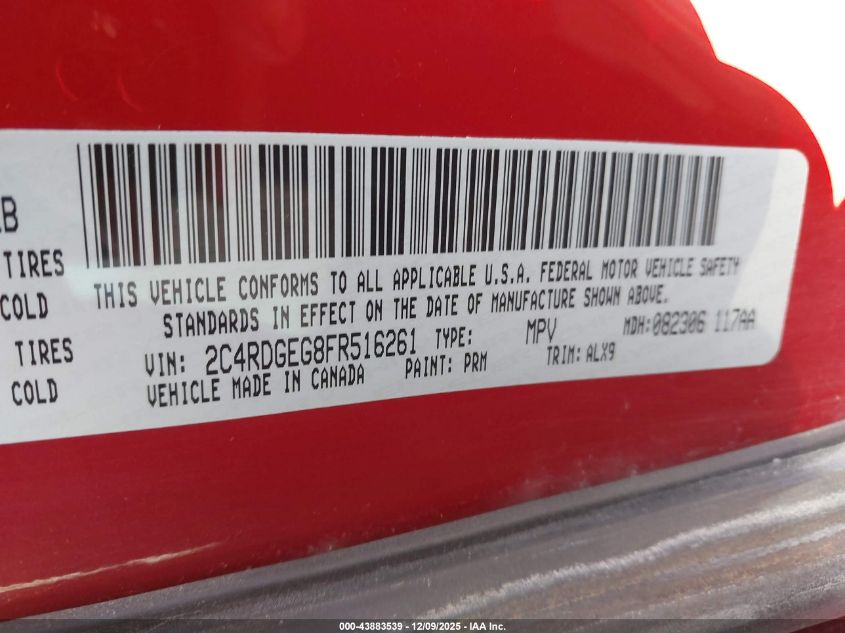 AB
TIRES
COLD
TIRES
COLD
THIS VEHICLE CONFORMS TO ALL APPLICABLE U.S.A. FEDERAL MOTOR VEHICLE SAFETY
STANDARDS IN EFFECT ON THE DATE OF MANUFACTURE SHOWN ABOVE.
VIN: 2C4RDGEG8FR516261 TYPE: MPV MDH:082306 117AA
VEHICLE MADE IN CANADA PAINT: PRM TRIM: ALX9
000-43883539 | 12/09/2025 - IAA Inc.